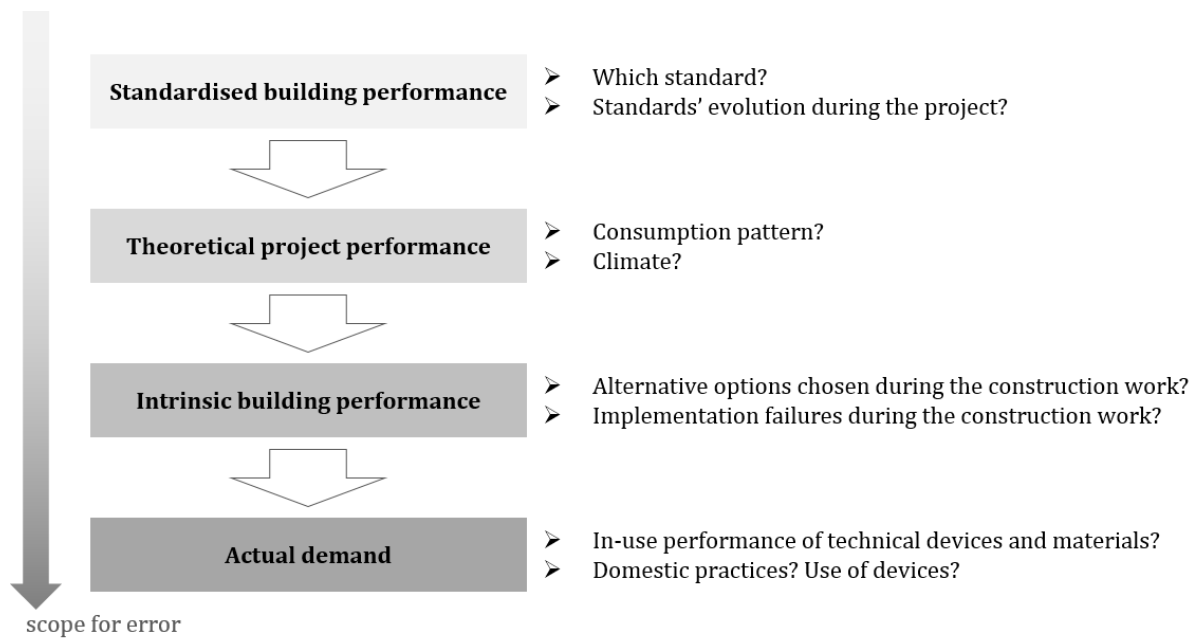 Standardised building performance
Which standard?
Standards’ evolution during the project?
Theoretical project performance
Consumption pattern?
Climate?
Intrinsic building performance
Alternative options chosen during the construction work?
Implementation failures during the construction work?
Actual demand
In-use performance of technical devices and materials?
Domestic practices? Use of devices?
scope for error